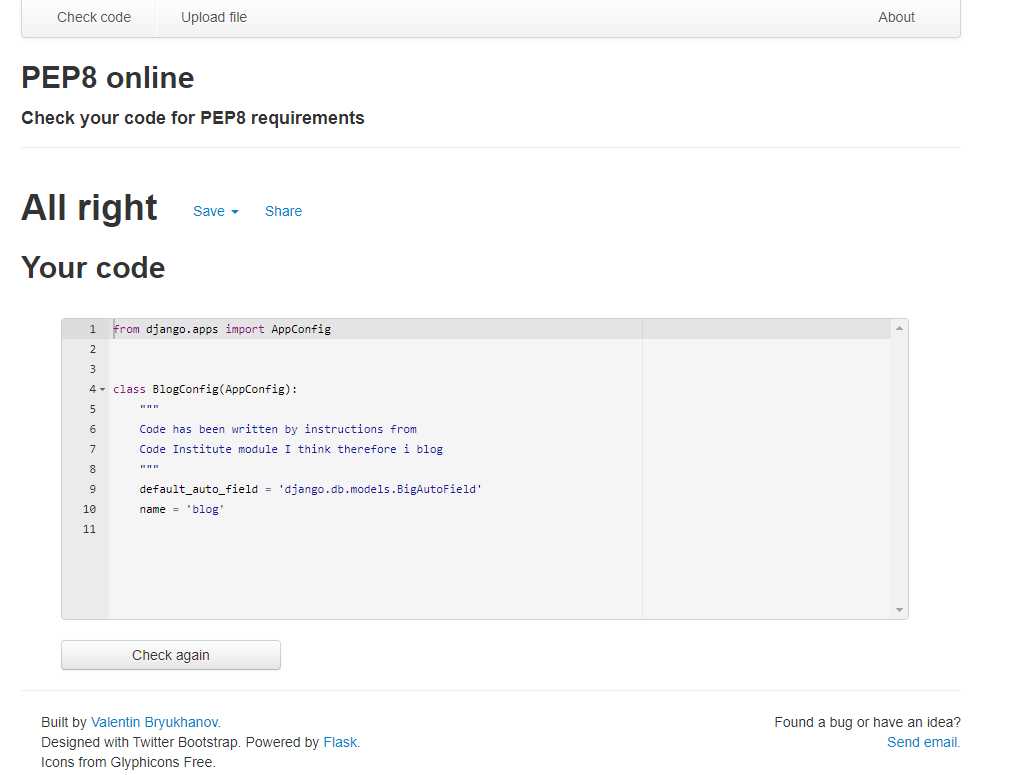 Check code Upload file About
PEP8 online
Check your code for PEP8 requirements
All right Save Share
Your code
1 from django.apps import AppConfig
2
3
4 class BlogConfig(AppConfig):
5 """
6 Code has been written by instructions from
7 Code Institute module I think therefore i blog
8 """
9 default_auto_field = 'django.db.models.BigAutoField'
10 name = 'blog'
11
Check again
Built by Valentin Bryukhanov. Found a bug or have an idea?
Designed with Twitter Bootstrap. Powered by Flask. Send email.
Icons from Glyphicons Free.